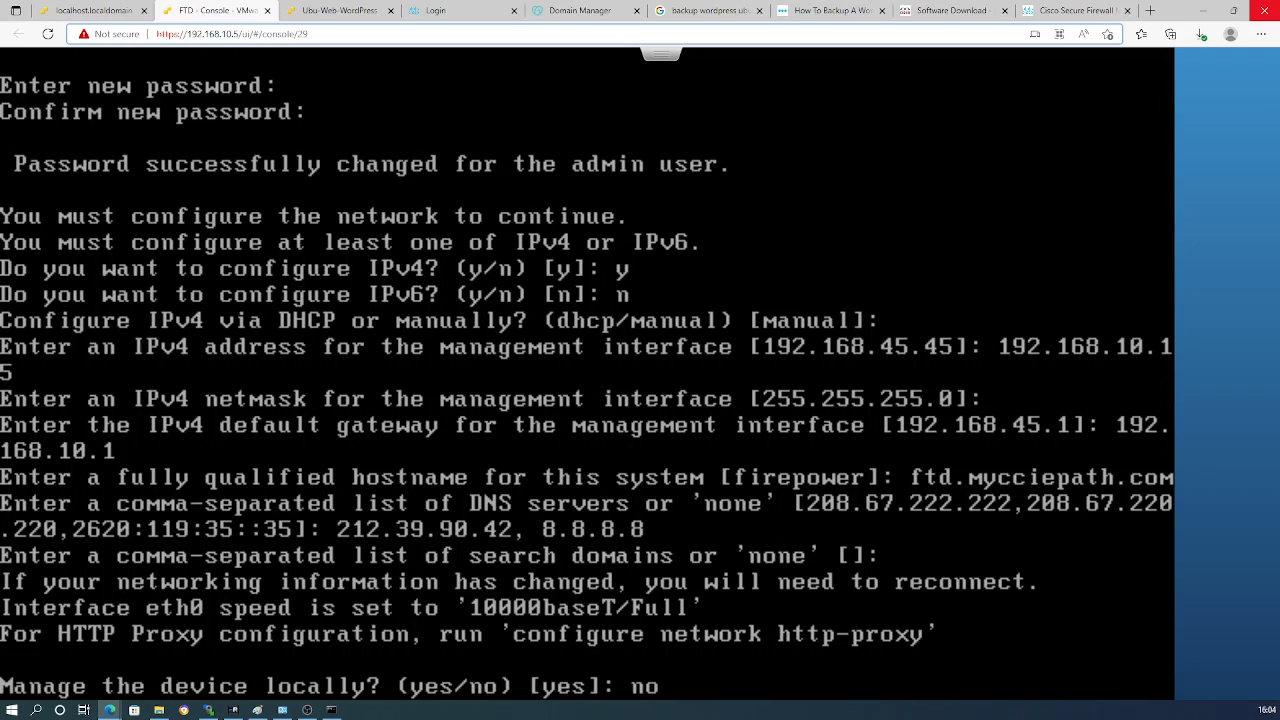 localhost.localdomain
FTD - Console - VMwa
Ubu-Web-WordPress
Login
Domain Manager
backup wordpress ubu
How To Backup A Wor
Software Download -
Cisco Secure Firewall I
Not secure
https://192.168.10.5/ui/#/console/29
Enter new password:
Confirm new password:
Password successfully changed for the admin user.
You must configure the network to continue.
You must configure at least one of IPv4 or IPv6.
Do you want to configure IPv4? (y/n) [y]: y
Do you want to configure IPv6? (y/n) [n]: n
Configure IPv4 via DHCP or manually? (dhcp/manual) [manual]:
Enter an IPv4 address for the management interface [192.168.45.45]: 192.168.10.1
5
Enter an IPv4 netmask for the management interface [255.255.255.0]:
Enter the IPv4 default gateway for the management interface [192.168.45.1]: 192.
168.10.1
Enter a fully qualified hostname for this system [firepower]: ftd.mycciepath.com
Enter a comma-separated list of DNS servers or 'none' [208.67.222.222,208.67.220
.220,2620:119:35::35]: 212.39.90.42, 8.8.8.8
Enter a comma-separated list of search domains or 'none' []:
If your networking information has changed, you will need to reconnect.
Interface eth0 speed is set to '10000baseT/Full'
For HTTP Proxy configuration, run 'configure network http-proxy'
Manage the device locally? (yes/no) [yes]: no
16:04